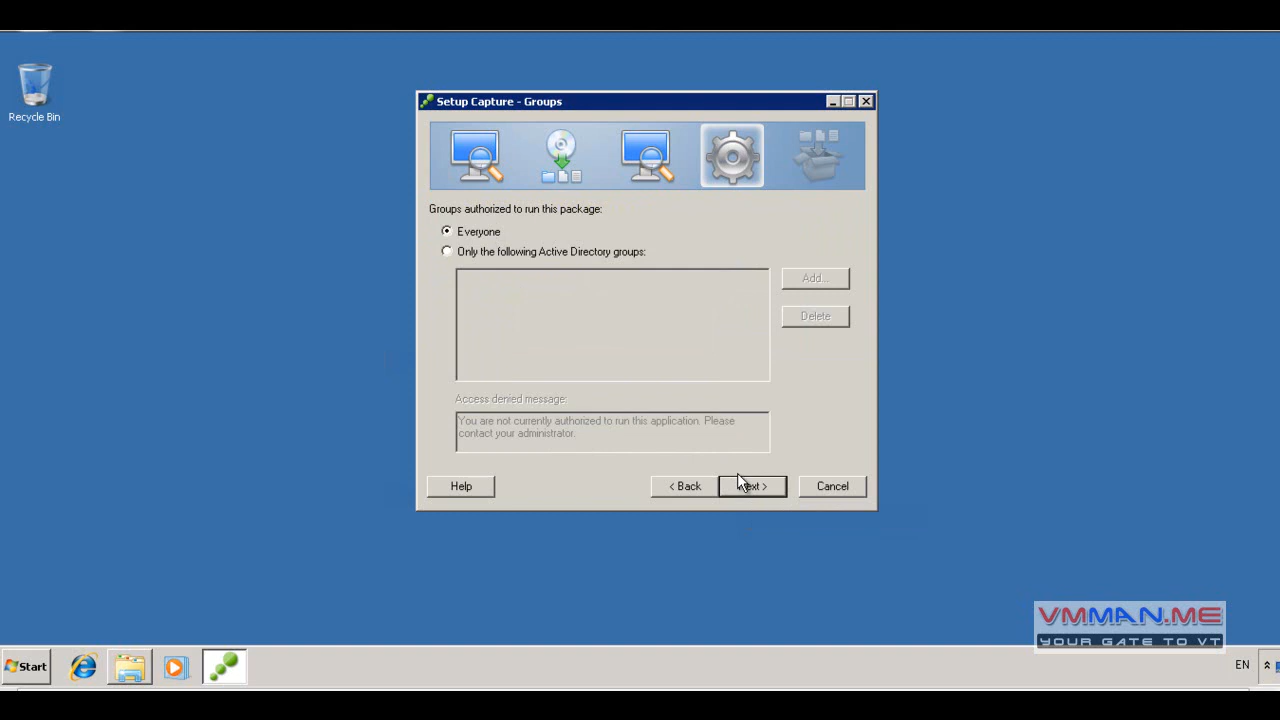 Recycle Bin
Setup Capture - Groups
Groups authorized to run this package:
Everyone
Only the following Active Directory groups:
Add...
Delete
Access denied message:
You are not currently authorized to run this application. Please
contact your administrator.
Help
< Back
Next >
Cancel
VMMAN.ME
YOUR GATE TO VT
Start
EN